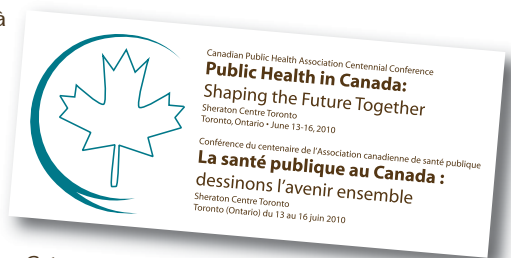 à
Canadian Public Health Association Centennial Conference
Public Health in Canada:
Shaping the Future Together
Sheraton Centre Toronto
Toronto, Ontario • June 13-16, 2010
Conférence du centenaire de l'Association canadienne de santé publique
La santé publique au Canada :
dessinons l'avenir ensemble
Sheraton Centre Toronto
Toronto (Ontario) du 13 au 16 juin 2010